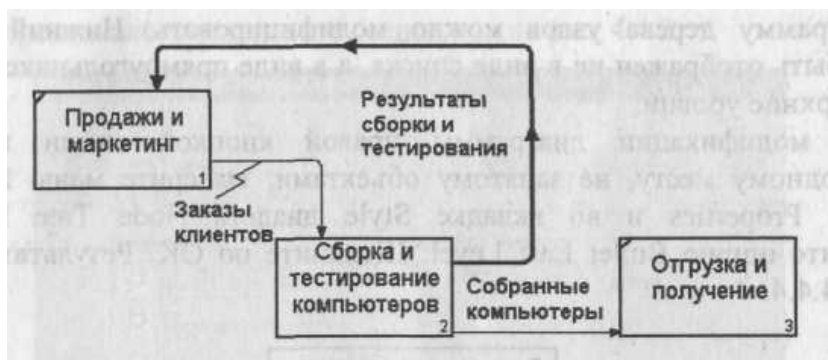 Результаты
сборки и
тестирования
Продажи и
маркетинг
1
Заказы
клиентов
Сборка и
тестирование
компьютеров
2
Собранные
компьютеры
Отгрузка и
получение
3